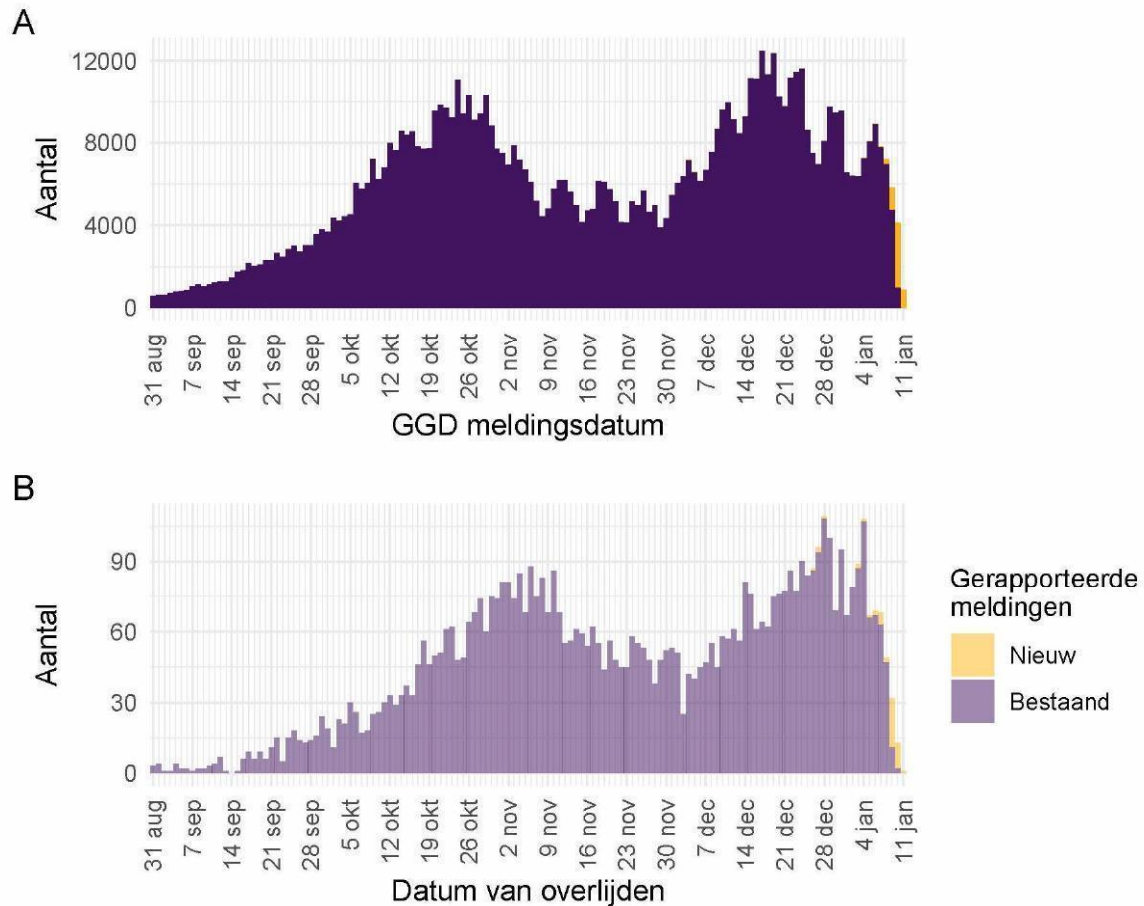 A
Aantal
12000
8000
4000
0
31 aug
7 sep
14 sep
21 sep
28 sep
5 okt
12 okt
19 okt
26 okt
2 nov
9 nov
16 nov
23 nov
30 nov
7 dec
14 dec
21 dec
28 dec
4 jan
11 jan
GGD meldingsdatum
B
Aantal
90
60
30
0
31 aug
7 sep
14 sep
21 sep
28 sep
5 okt
12 okt
19 okt
26 okt
2 nov
9 nov
16 nov
23 nov
30 nov
7 dec
14 dec
21 dec
28 dec
4 jan
11 jan
Datum van overlijden
Gerapporteerde
meldingen
Nieuw
Bestaand